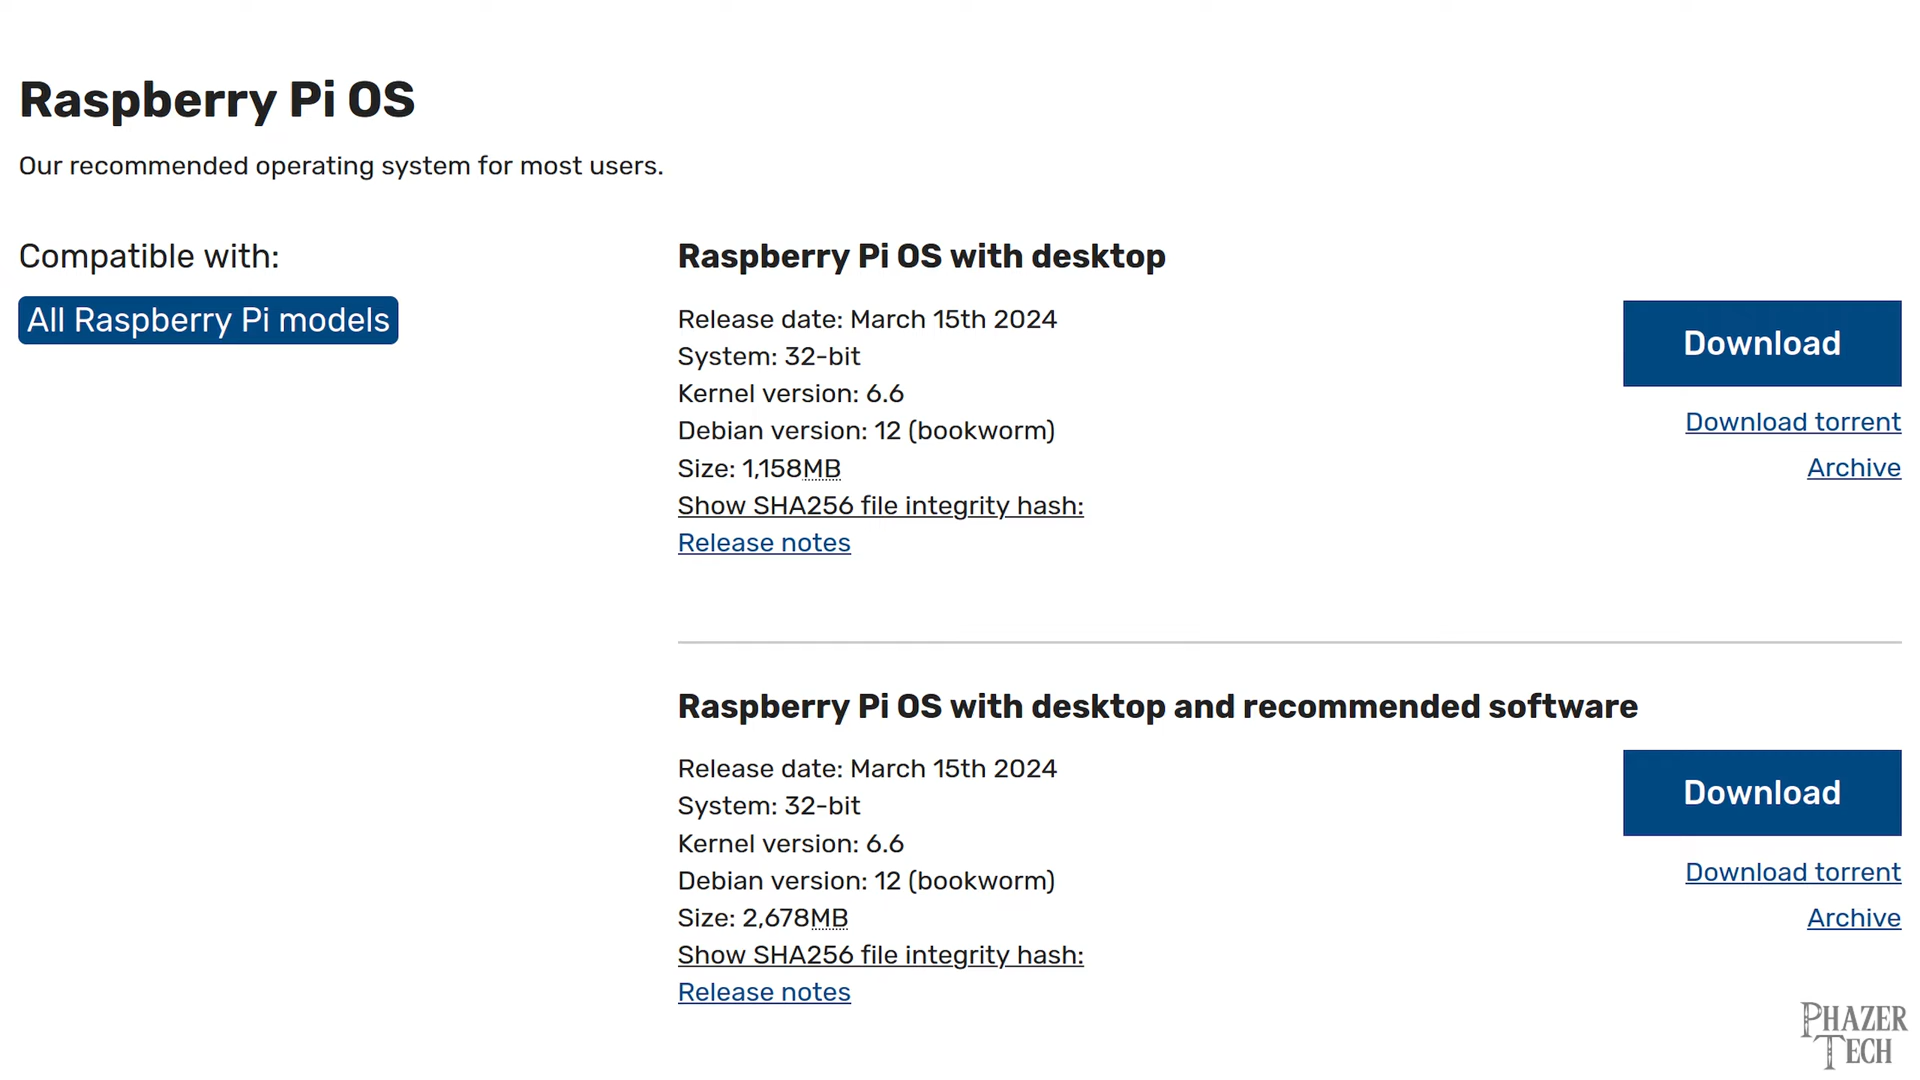 Raspberry Pi OS
Our recommended operating system for most users.
Compatible with:
All Raspberry Pi models
Raspberry Pi OS with desktop
Release date: March 15th 2024
System: 32-bit
Kernel version: 6.6
Debian version: 12 (bookworm)
Size: 1,158MB
Show SHA256 file integrity hash:
Release notes
Download
Download torrent
Archive
Raspberry Pi OS with desktop and recommended software
Release date: March 15th 2024
System: 32-bit
Kernel version: 6.6
Debian version: 12 (bookworm)
Size: 2,678MB
Show SHA256 file integrity hash:
Release notes
Download
Download torrent
Archive
PHAZER
TECH